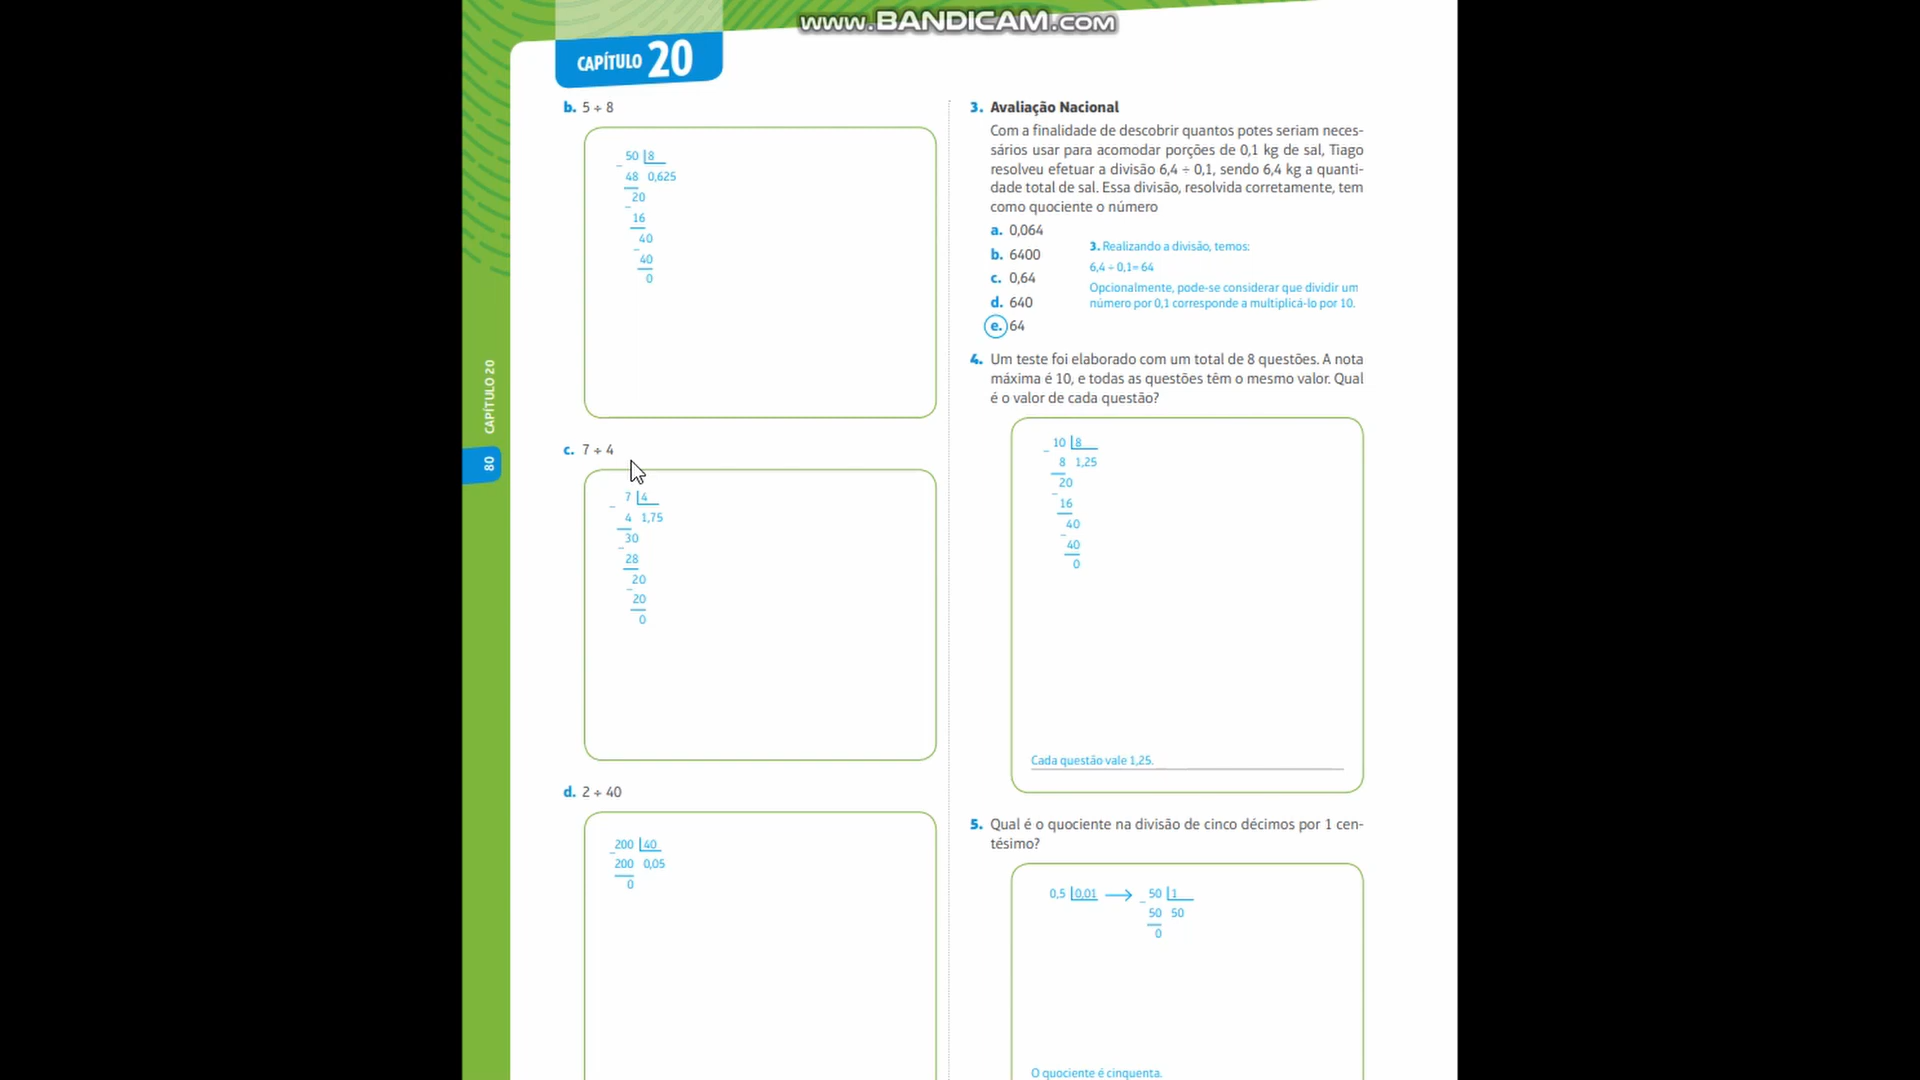 www.BANDICAM.com
CAPÍTULO 20
b. 5 ÷ 8
50 8
48 0,625
20
16
40
40
0
c. 7 ÷ 4
7 4
4 1,75
30
28
20
20
0
d. 2 ÷ 40
200 40
200 0,05
0
CAPÍTULO 20
80
3. Avaliação Nacional
Com a finalidade de descobrir quantos potes seriam neces-
sários usar para acomodar porções de 0,1 kg de sal, Tiago
resolveu efetuar a divisão 6,4 ÷ 0,1, sendo 6,4 kg a quanti-
dade total de sal. Essa divisão, resolvida corretamente, tem
como quociente o número
a. 0,064
b. 6400
c. 0,64
d. 640
e. 64
3. Realizando a divisão, temos:
6,4 ÷ 0,1= 64
Opcionalmente, pode-se considerar que dividir um
número por 0,1 corresponde a multiplicá-lo por 10.
4. Um teste foi elaborado com um total de 8 questões. A nota
máxima é 10, e todas as questões têm o mesmo valor. Qual
é o valor de cada questão?
10 8
8 1,25
20
16
40
40
0
Cada questão vale 1,25.
5. Qual é o quociente na divisão de cinco décimos por 1 cen-
tésimo?
0,5 0,01 → 50 1
50 50
0
O quociente é cinquenta.